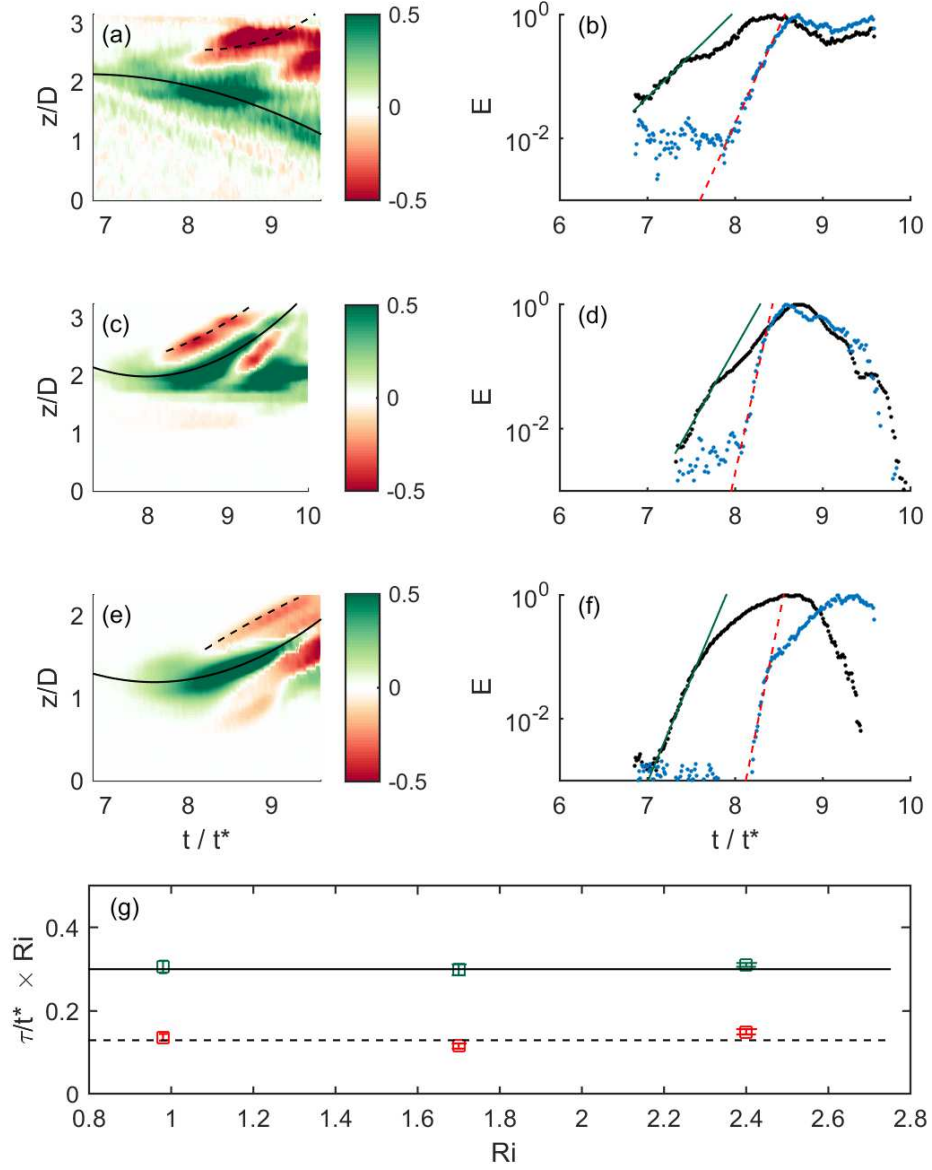 (a)
z/D
3
2
1
0
7 8 9
0.5
0
-0.5
(b)
E
10^0
10^-2
6 7 8 9 10
(c)
z/D
3
2
1
0
8 9 10
0.5
0
-0.5
(d)
E
10^0
10^-2
6 7 8 9 10
(e)
z/D
2
1
0
7 8 9
t / t*
0.5
0
-0.5
(f)
E
10^0
10^-2
6 7 8 9 10
t / t*
(g)
τ/t* × Ri
0.4
0.2
0
0.8 1 1.2 1.4 1.6 1.8 2 2.2 2.4 2.6 2.8
Ri